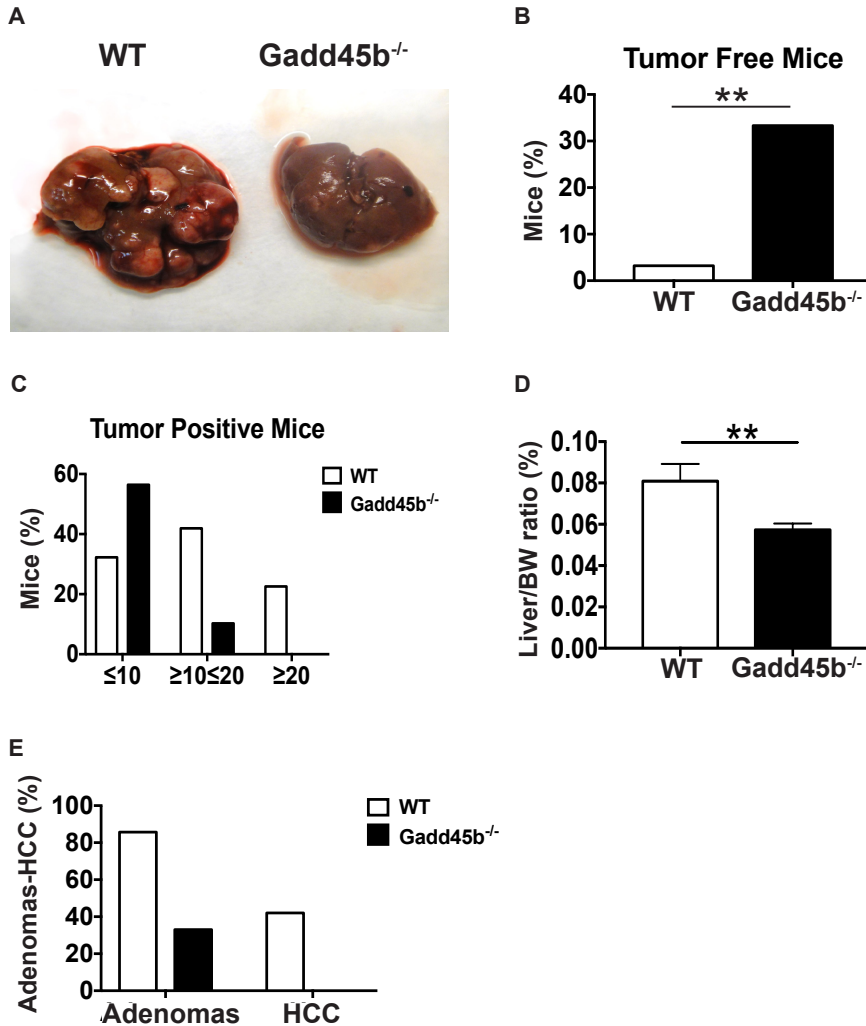 A
WT Gadd45b-/-
B
Tumor Free Mice
**
Mice (%)
40
30
20
10
0
WT Gadd45b-/-
C
Tumor Positive Mice
WT
Gadd45b-/-
Mice (%)
60
40
20
0
≤10 ≥10≤20 ≥20
D
**
Liver/BW ratio (%)
0.10
0.08
0.06
0.04
0.02
0.00
WT Gadd45b-/-
E
WT
Gadd45b-/-
Adenomas-HCC (%)
100
80
60
40
20
0
Adenomas HCC